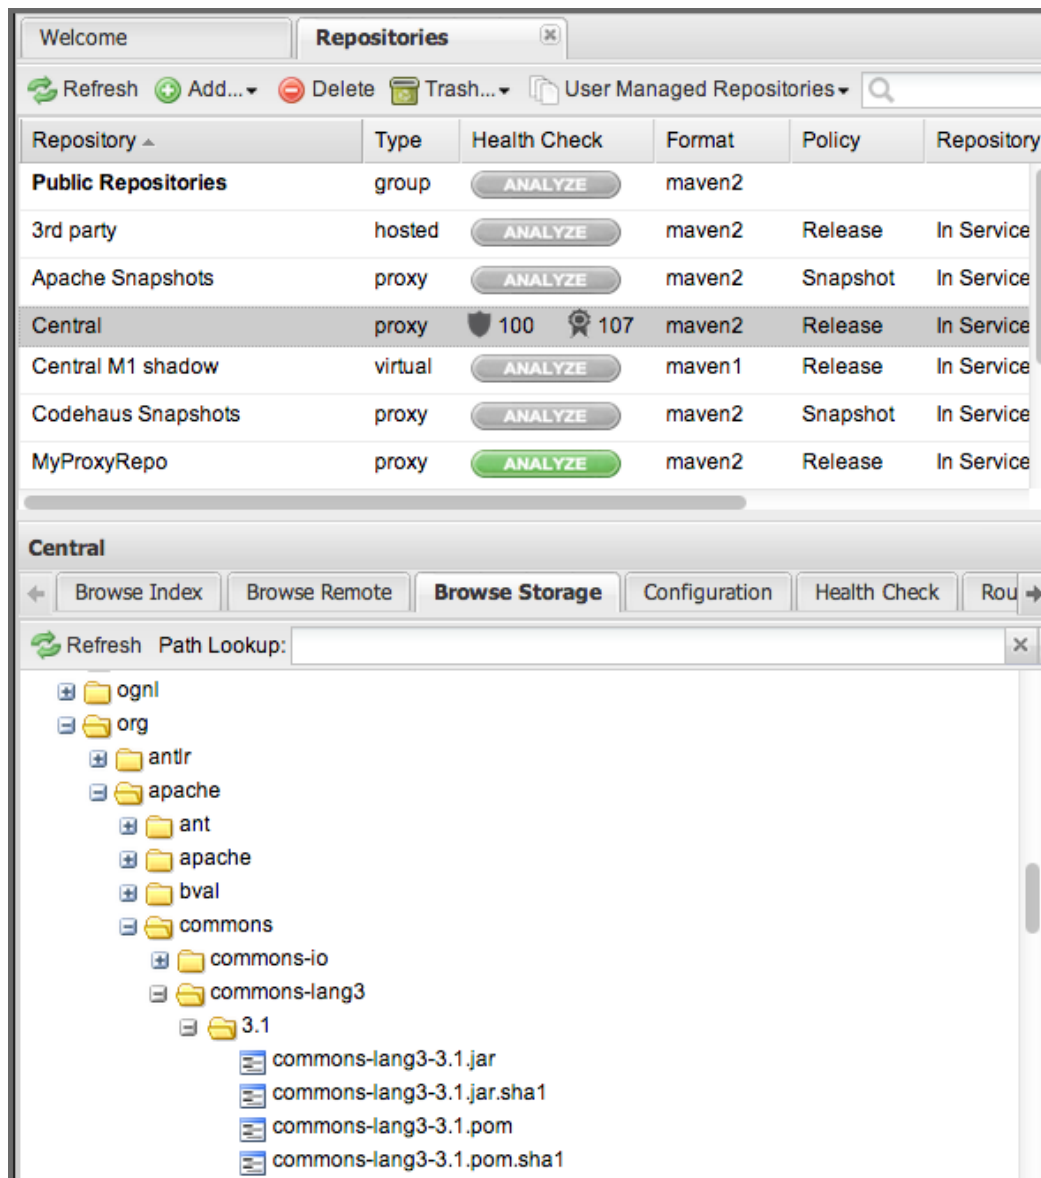 Welcome Repositories
Refresh Add... Delete Trash... User Managed Repositories
Repository Type Health Check Format Policy Repository
Public Repositories group ANALYZE maven2
3rd party hosted ANALYZE maven2 Release In Service
Apache Snapshots proxy ANALYZE maven2 Snapshot In Service
Central proxy 100 107 maven2 Release In Service
Central M1 shadow virtual ANALYZE maven1 Release In Service
Codehaus Snapshots proxy ANALYZE maven2 Snapshot In Service
MyProxyRepo proxy ANALYZE maven2 Release In Service
Central
Browse Index Browse Remote Browse Storage Configuration Health Check Rou
Refresh Path Lookup:
ognl
org
antlr
apache
ant
apache
bval
commons
commons-io
commons-lang3
3.1
commons-lang3-3.1.jar
commons-lang3-3.1.jar.sha1
commons-lang3-3.1.pom
commons-lang3-3.1.pom.sha1